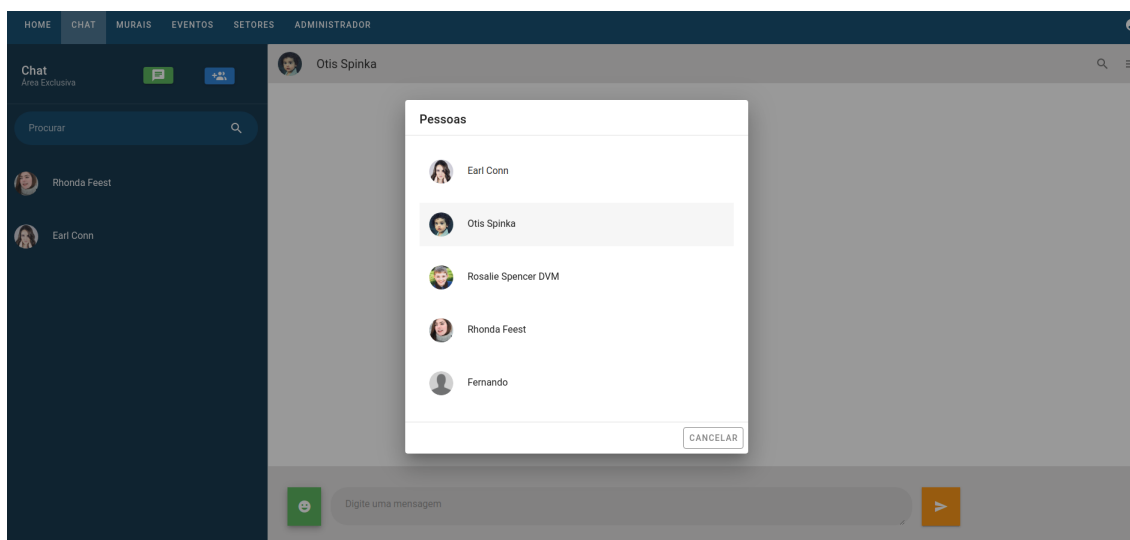 HOME CHAT MURAIS EVENTOS SETORES ADMINISTRADOR
Chat
Área Exclusiva
Procurar
Rhonda Feest
Earl Conn
Otis Spinka
Pessoas
Earl Conn
Otis Spinka
Rosalie Spencer DVM
Rhonda Feest
Fernando
CANCELAR
Digite uma mensagem